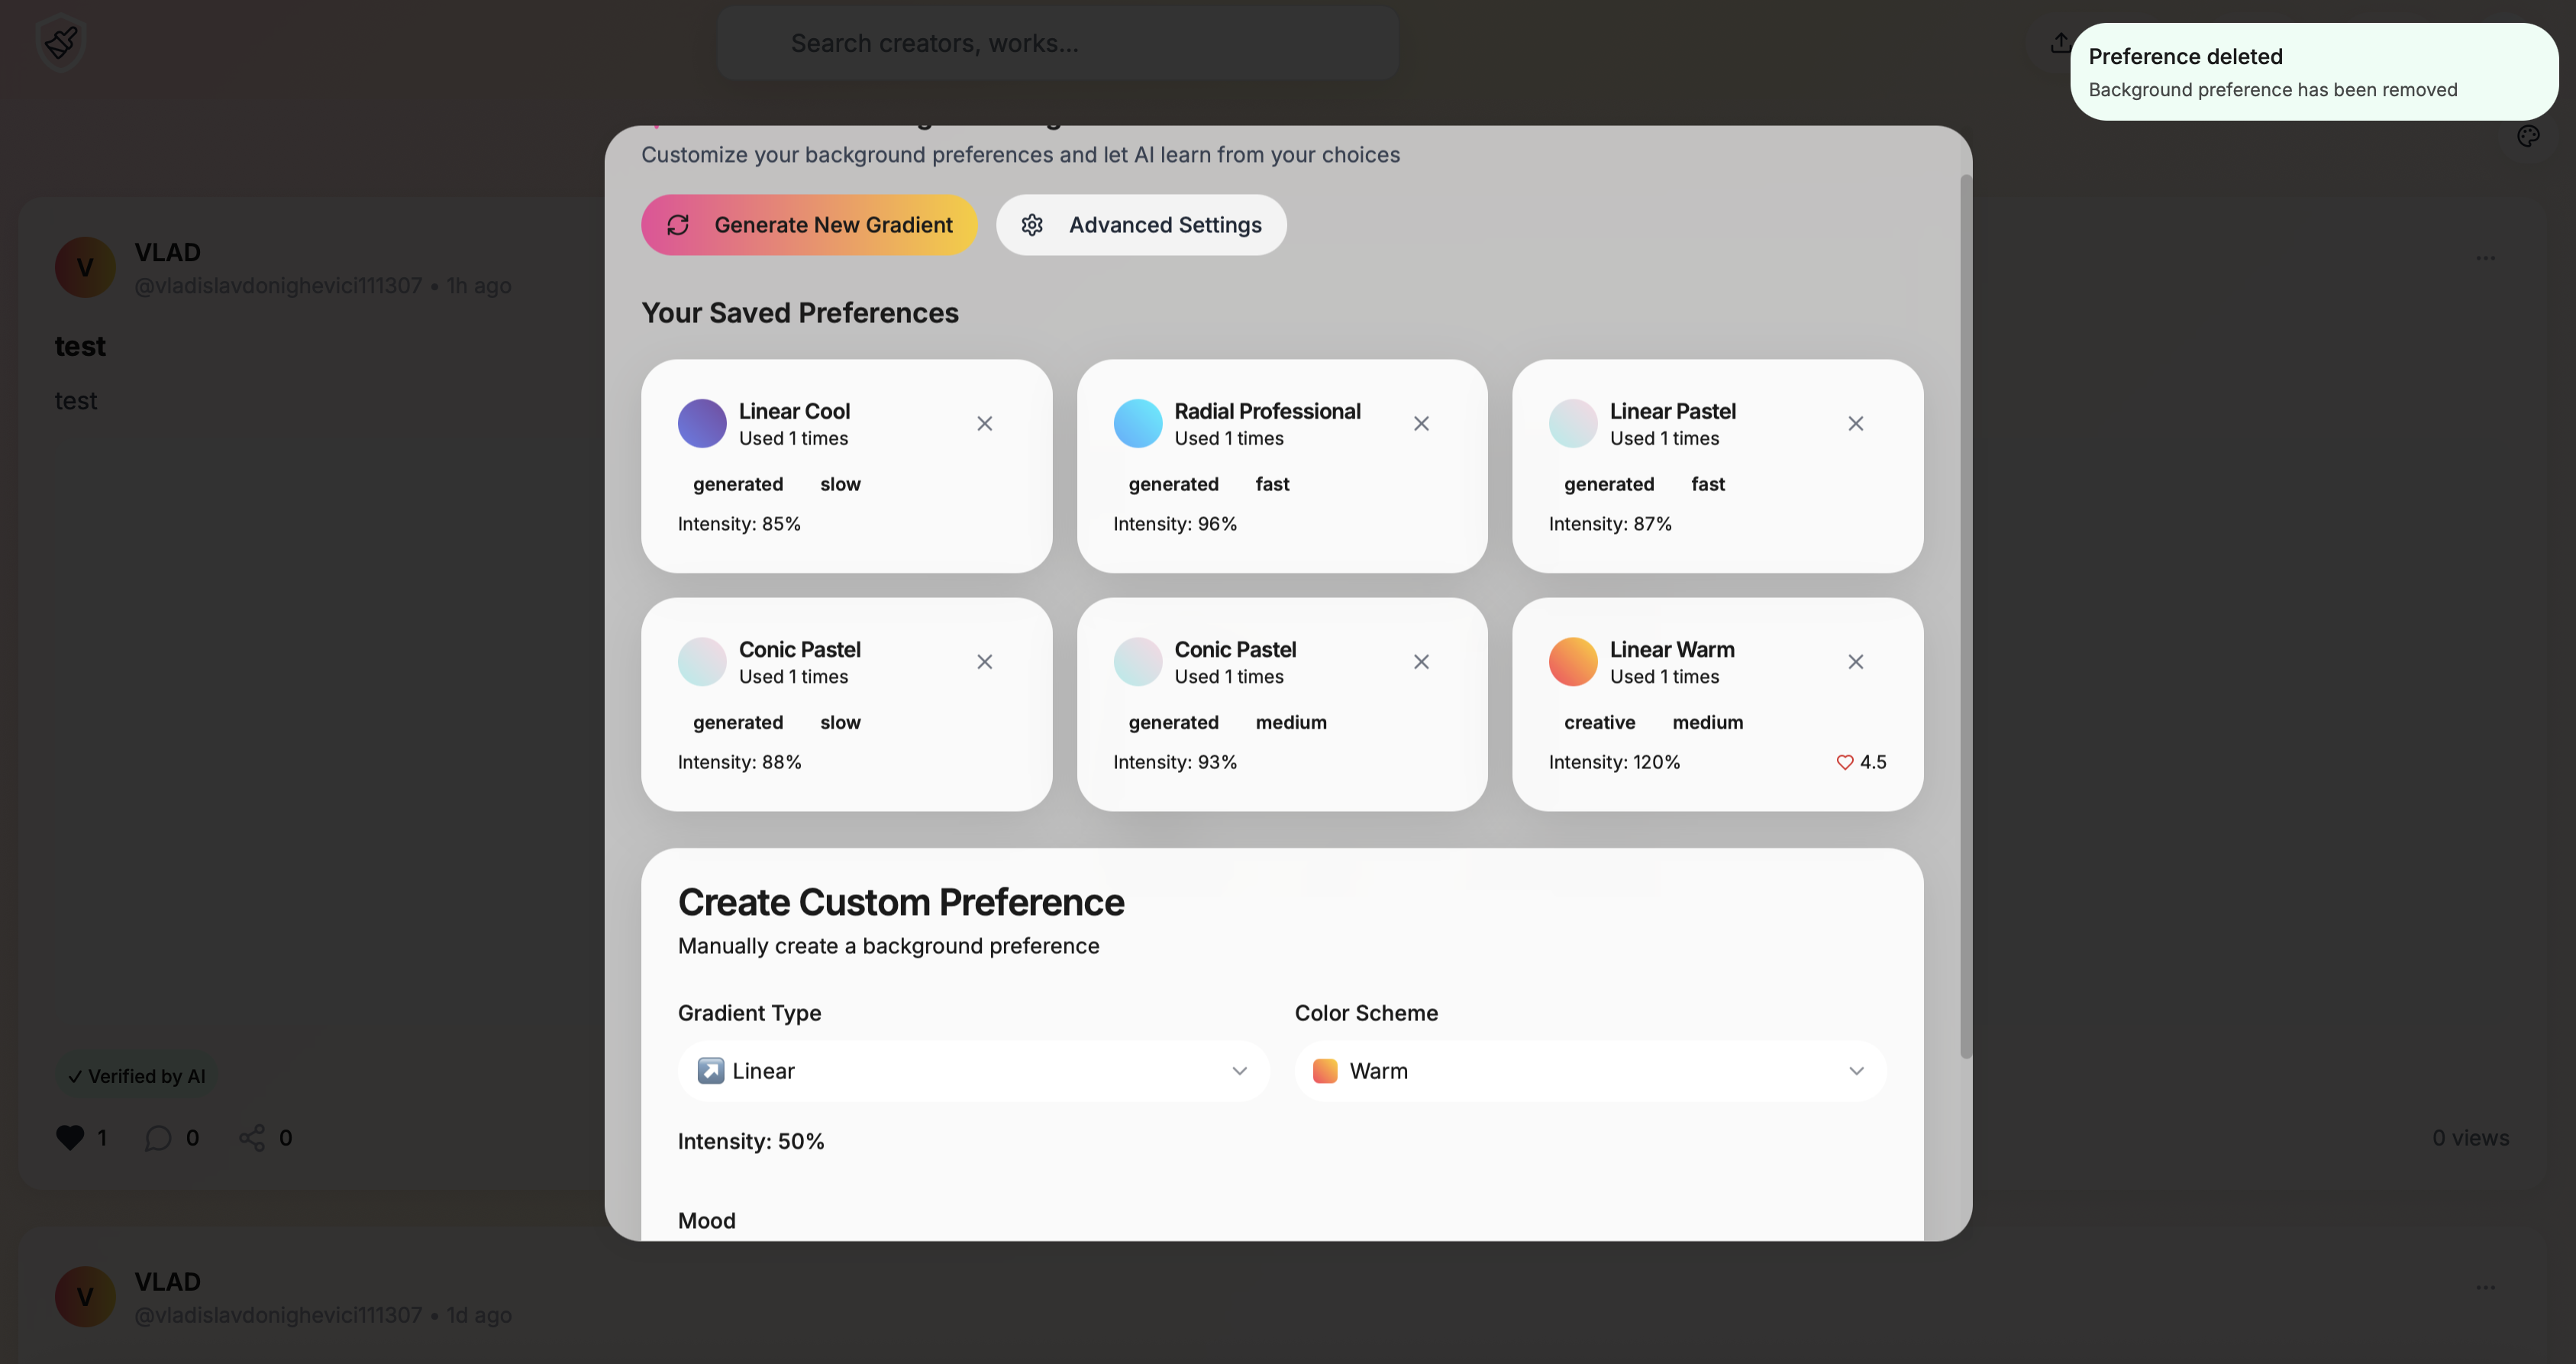 Search creators, works...
Preference deleted
Background preference has been removed
Customize your background preferences and let AI learn from your choices
Generate New Gradient
Advanced Settings
V
VLAD
@vladislavdonighevici111307 • 1h ago
test
test
Your Saved Preferences
Linear Cool
Used 1 times
generated slow
Intensity: 85%
Radial Professional
Used 1 times
generated fast
Intensity: 96%
Linear Pastel
Used 1 times
generated fast
Intensity: 87%
Conic Pastel
Used 1 times
generated slow
Intensity: 88%
Conic Pastel
Used 1 times
generated medium
Intensity: 93%
Linear Warm
Used 1 times
creative medium
Intensity: 120% 4.5
Create Custom Preference
Manually create a background preference
Gradient Type
Linear
Color Scheme
Warm
Intensity: 50%
Mood
✓ Verified by AI
1 0 0
0 views
V
VLAD
@vladislavdonighevici111307 • 1d ago